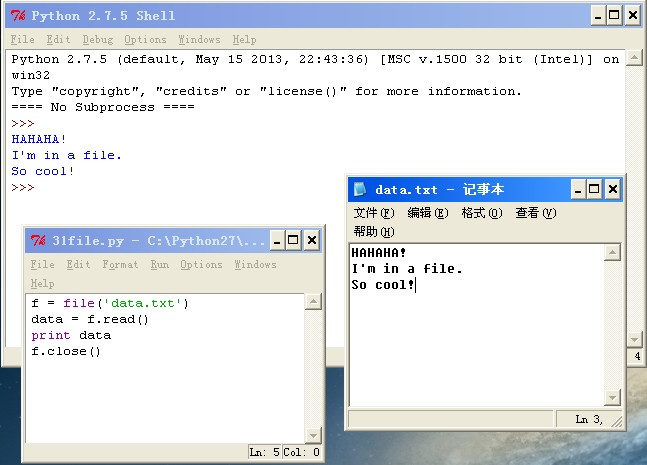 Python 2.7.5 Shell
File Edit Debug Options Windows Help
Python 2.7.5 (default, May 15 2013, 22:43:36) [MSC v.1500 32 bit (Intel)] on
win32
Type "copyright", "credits" or "license()" for more information.
==== No Subprocess ====
>>>
HAHAHA!
I'm in a file.
So cool!
>>>
4
31file.py - C:\Python27\...
File Edit Format Run Options Windows
Help
f = file('data.txt')
data = f.read()
print data
f.close()
Ln: 5 Col: 0
data.txt - 记事本
文件(F) 编辑(E) 格式(O) 查看(V)
帮助(H)
HAHAHA!
I'm in a file.
So cool!
Ln 3,